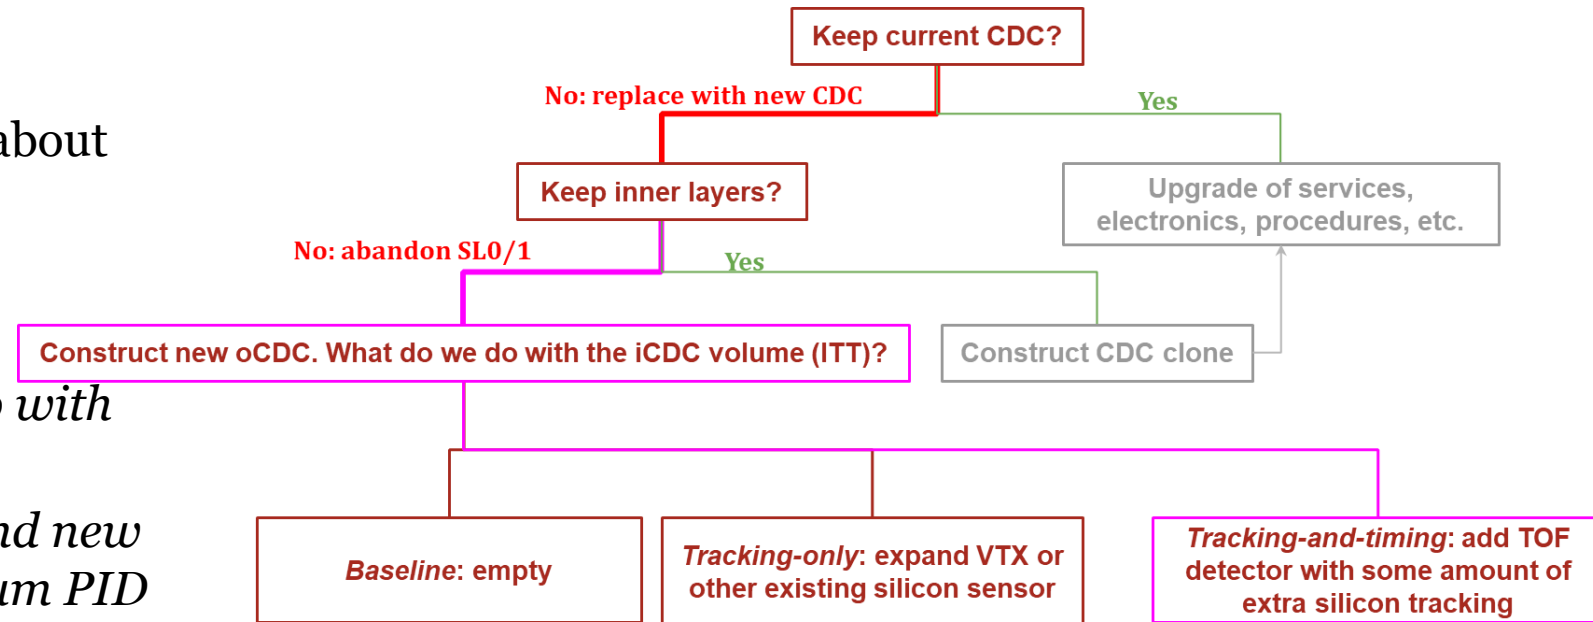 Keep current CDC?
No: replace with new CDC
Yes
about
Keep inner layers?
Upgrade of services,
electronics, procedures, etc.
No: abandon SL0/1
Yes
Construct new oCDC. What do we do with the iCDC volume (ITT)?
Construct CDC clone
with
new
Baseline: empty
Tracking-only: expand VTX or
other existing silicon sensor
Tracking-and-timing: add TOF
detector with some amount of
extra silicon tracking
PID